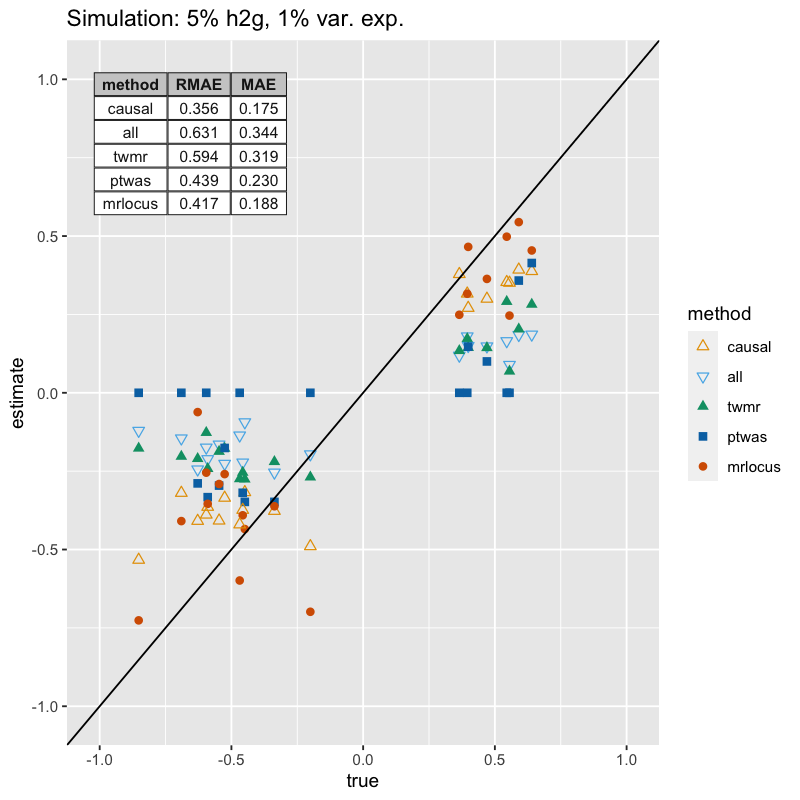 Simulation: 5% h2g, 1% var. exp.
method RMAE MAE
causal 0.356 0.175
all 0.631 0.344
twmr 0.594 0.319
ptwas 0.439 0.230
mrlocus 0.417 0.188
1.0
0.5
0.0
-0.5
-1.0
estimate
-1.0 -0.5 0.0 0.5 1.0
true
method
causal
all
twmr
ptwas
mrlocus